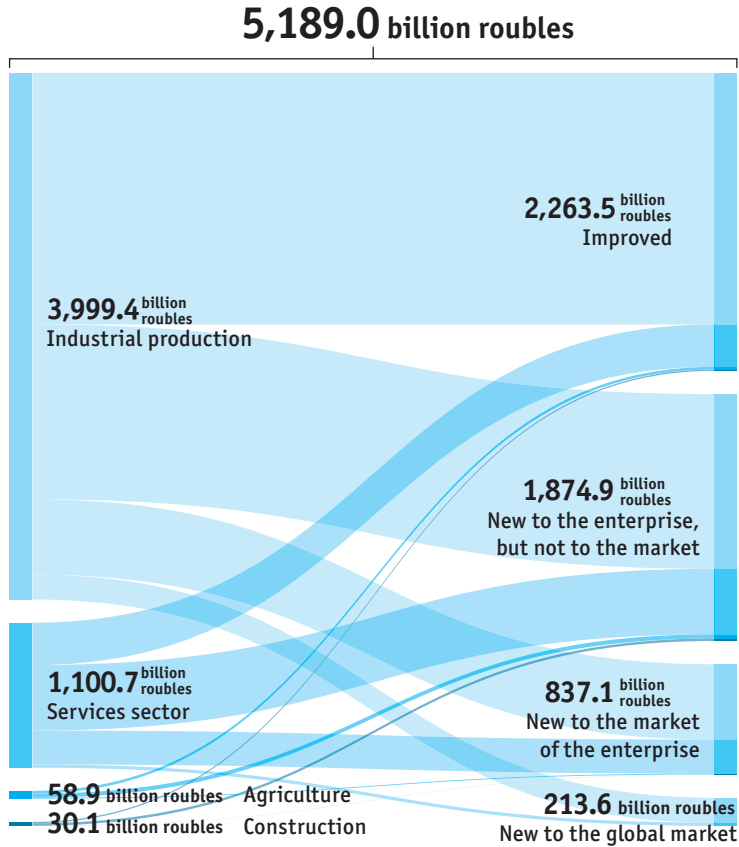 5,189.0 billion roubles
2,263.5 billion roubles
Improved
3,999.4 billion roubles
Industrial production
1,874.9 billion roubles
New to the enterprise,
but not to the market
1,100.7 billion roubles
Services sector
837.1 billion roubles
New to the market
of the enterprise
58.9 billion roubles Agriculture
213.6 billion roubles
30.1 billion roubles Construction
New to the global market